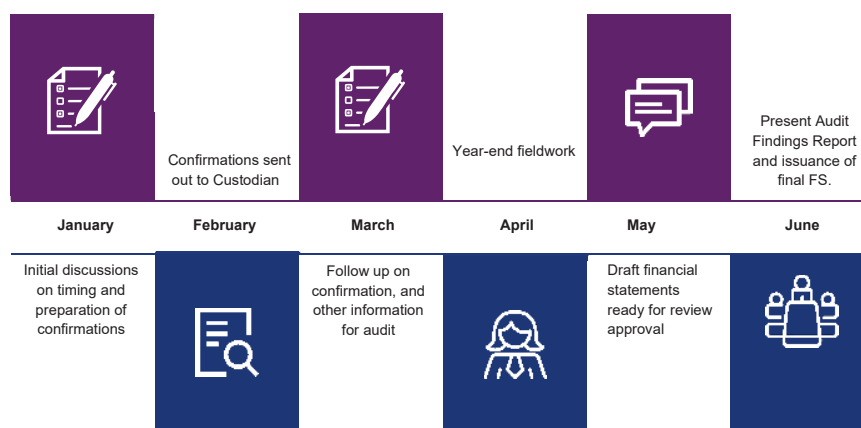 Confirmations sent
out to Custodian
Year-end fieldwork
Present Audit
Findings Report
and issuance of
final FS.
January
February
March
April
May
June
Initial discussions
on timing and
preparation of
confirmations
Follow up on
confirmation, and
other information
for audit
Draft financial
statements
ready for review
approval